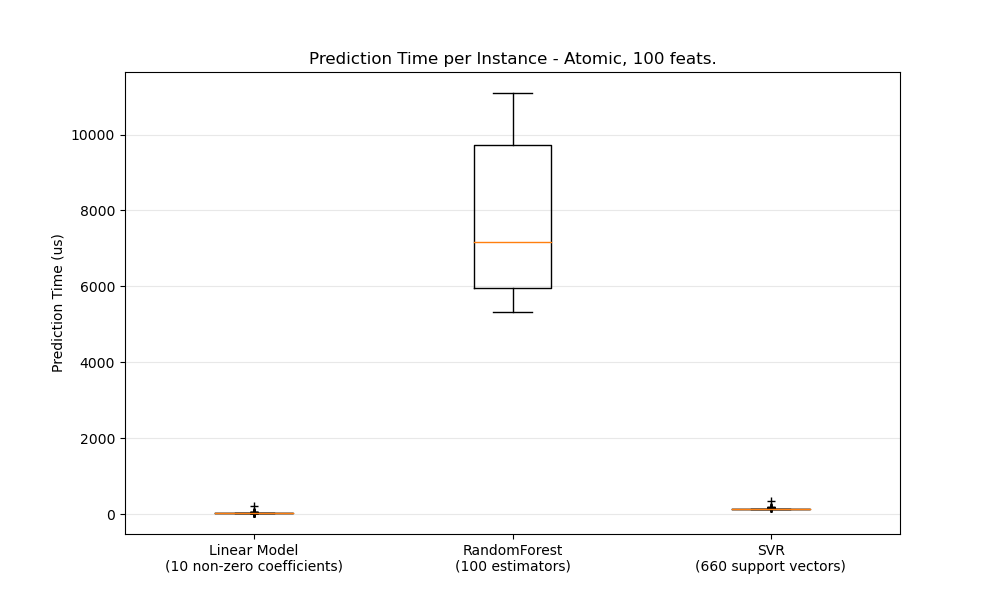 Prediction Time per Instance - Atomic, 100 feats.
Prediction Time (us)
10000
8000
6000
4000
2000
0
Linear Model
(10 non-zero coefficients)
RandomForest
(100 estimators)
SVR
(660 support vectors)